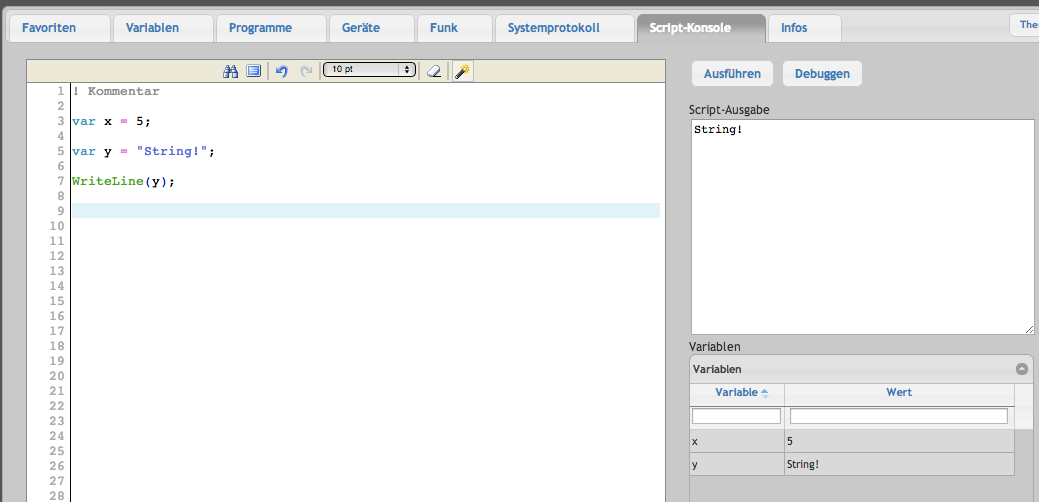 Favoriten Variablen Programme Geräte Funk Systemprotokoll Script-Konsole Infos The
10 pt
Ausführen Debuggen
1 ! Kommentar
2
3 var x = 5;
4
5 var y = "String!";
6
7 WriteLine(y);
8
9
10
11
12
13
14
15
16
17
18
19
20
21
22
23
24
25
26
27
28
Script-Ausgabe
String!
Variablen
Variablen
Variable Wert
x 5
y String!